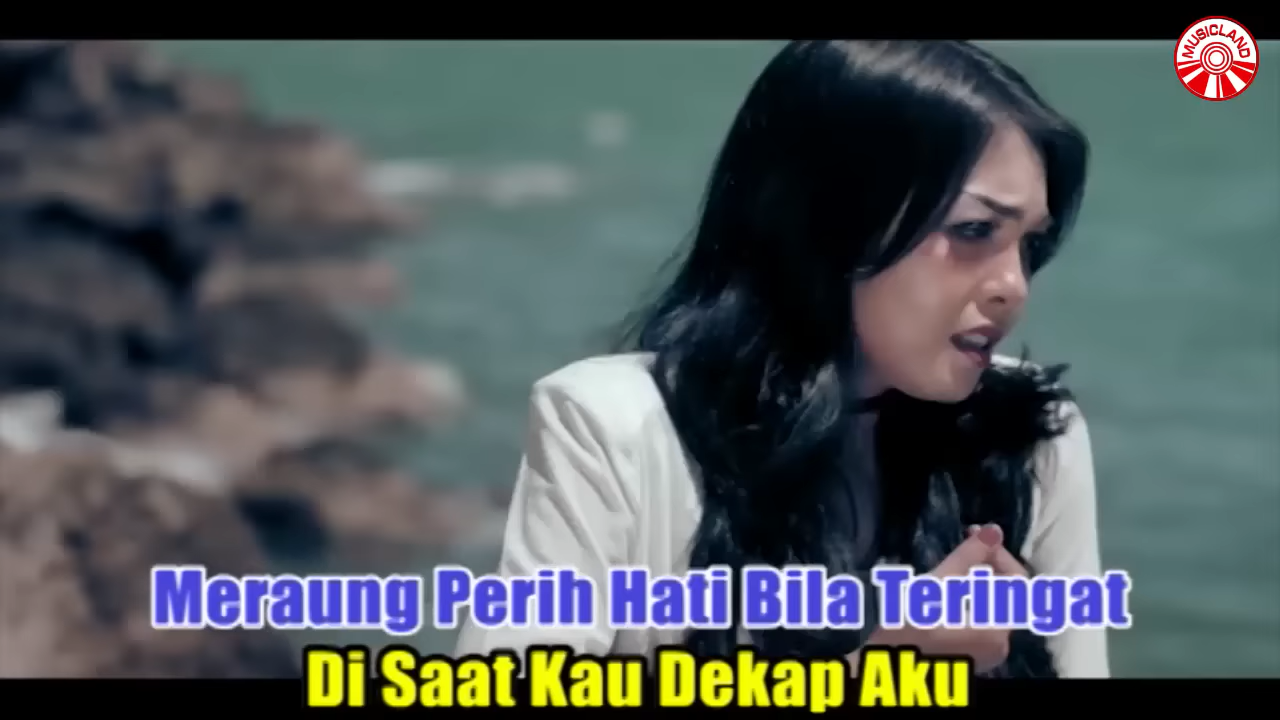 MUSICLAND
Meraung Perih Hati Bila Teringat
Di Saat Kau Dekap Aku